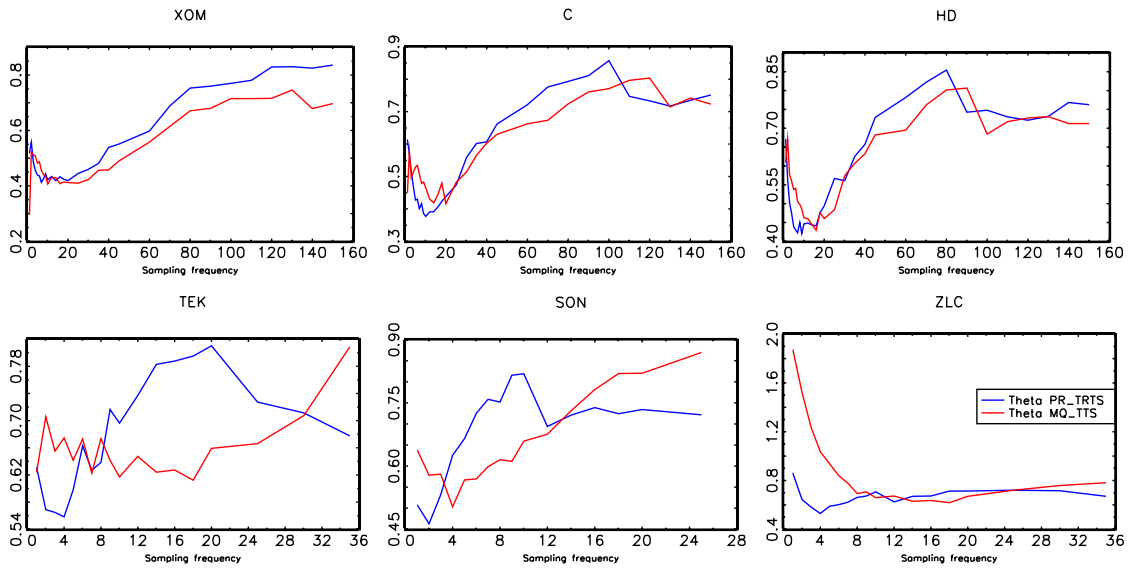 XOM
C
HD
0.2 0.4 0.6 0.8
0 20 40 60 80 100 120 140 160
Sampling frequency
0.3 0.5 0.7 0.9
0 20 40 60 80 100 120 140 160
Sampling frequency
0.40 0.55 0.70 0.85
0 20 40 60 80 100 120 140 160
Sampling frequency
TEK
SON
ZLC
0.54 0.62 0.70 0.78
0 4 8 12 16 20 24 28 32 36
Sampling frequency
0.45 0.60 0.75 0.90
0 4 8 12 16 20 24 28
Sampling frequency
0.4 0.8 1.2 1.6 2.0
0 4 8 12 16 20 24 28 32 36
Sampling frequency
Theta PR_TRTS
Theta MQ_TTS